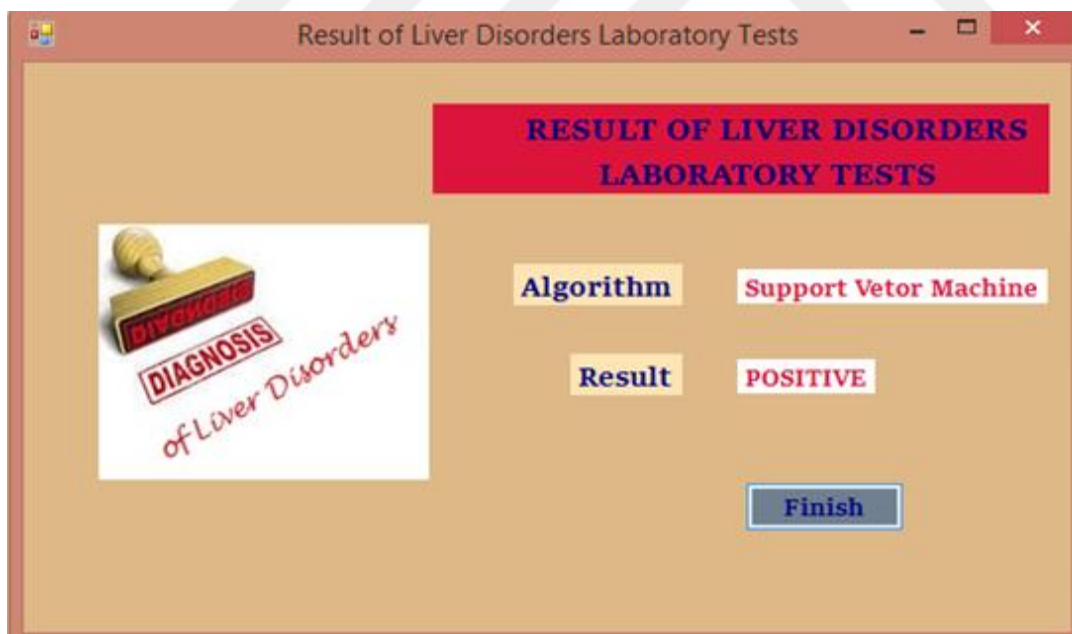 Result of Liver Disorders Laboratory Tests
RESULT OF LIVER DISORDERS
LABORATORY TESTS
DIAGNOSIS
DIAGNOSIS
of Liver Disorders
Algorithm
Support Vetor Machine
Result
POSITIVE
Finish